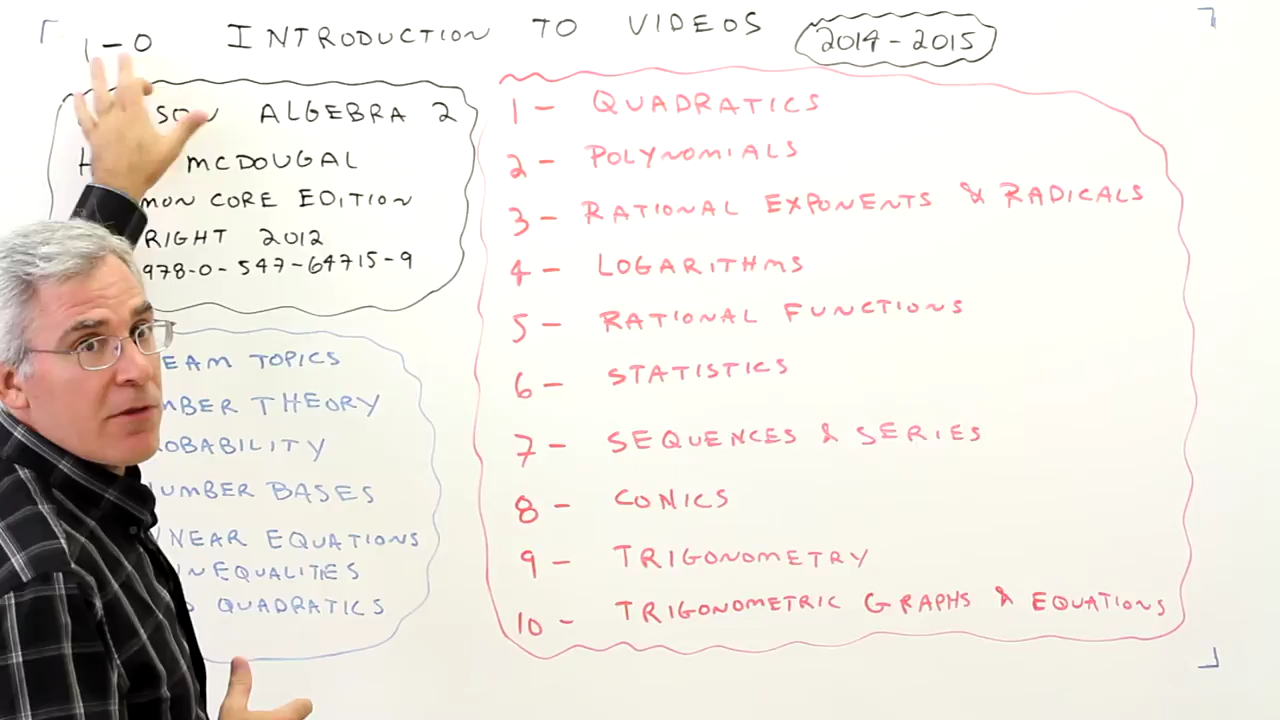 1-0 INTRODUCTION TO VIDEOS 2014-2015
ALGEBRA 2
MCDOUGAL
CORE EDITION
2012
978-0-547-64715-9
TOPICS
THEORY
NUMBER BASES
EQUATIONS
QUADRATICS
1- QUADRATICS
2- POLYNOMIALS
3- RATIONAL EXPONENTS & RADICALS
4- LOGARITHMS
5- RATIONAL FUNCTIONS
6- STATISTICS
7- SEQUENCES & SERIES
8- CONICS
9- TRIGONOMETRY
10- TRIGONOMETRIC GRAPHS & EQUATIONS